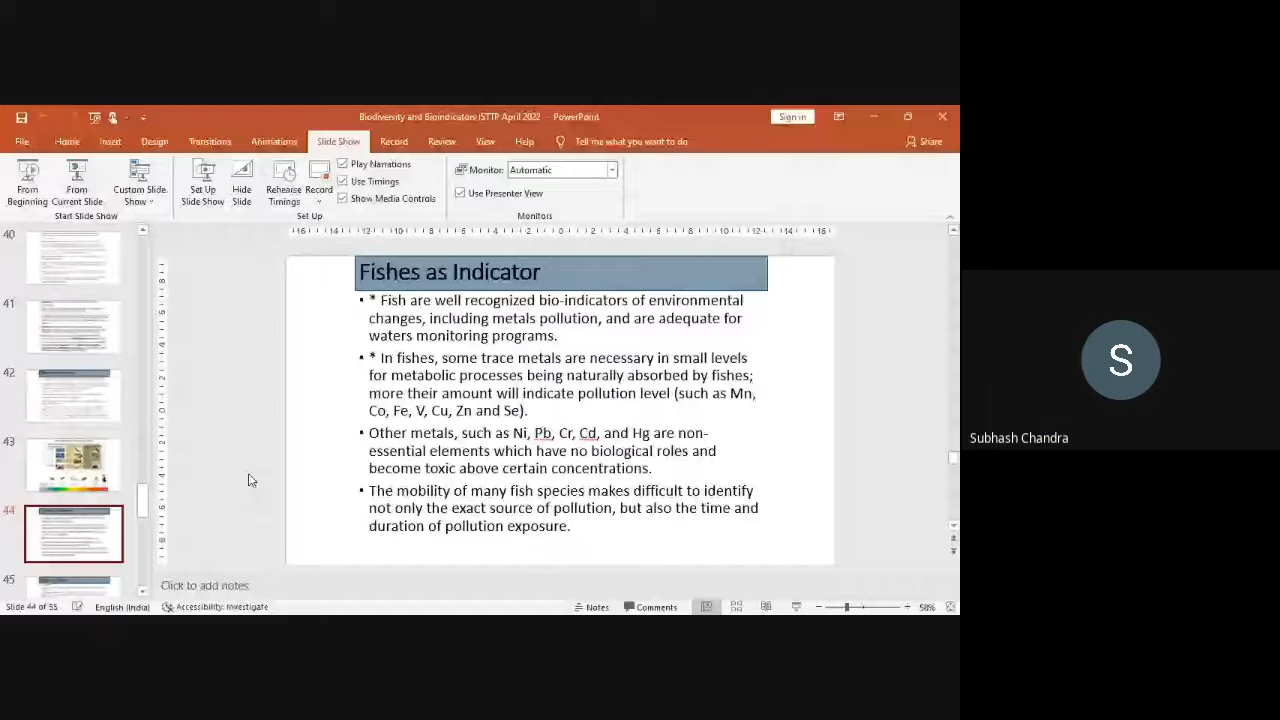 Biodiversity and Bioindicators ISTTP April 2022 - PowerPoint
Sign in
File Home Insert Design Transitions Animations Slide Show Record Review View Help Tell me what you want to do Share
From Beginning
From Current Slide
Custom Slide Show
Set Up Slide Show
Hide Slide
Rehearse Timings
Record
Play Narrations
Use Timings
Show Media Controls
Monitor: Automatic
Use Presenter View
Start Slide Show
Set Up
Monitors
40
41
42
43
44
45
Fishes as Indicator
• * Fish are well recognized bio-indicators of environmental
changes, including metals pollution, and are adequate for
waters monitoring programs.
• * In fishes, some trace metals are necessary in small levels
for metabolic processes being naturally absorbed by fishes;
more their amount will indicate pollution level (such as Mn,
Co, Fe, V, Cu, Zn and Se).
• Other metals, such as Ni, Pb, Cr, Cd, and Hg are non-
essential elements which have no biological roles and
become toxic above certain concentrations.
• The mobility of many fish species makes difficult to identify
not only the exact source of pollution, but also the time and
duration of pollution exposure.
Click to add notes
Slide 44 of 55 English (India) Accessibility: Investigate Notes Comments 58%
S
Subhash Chandra